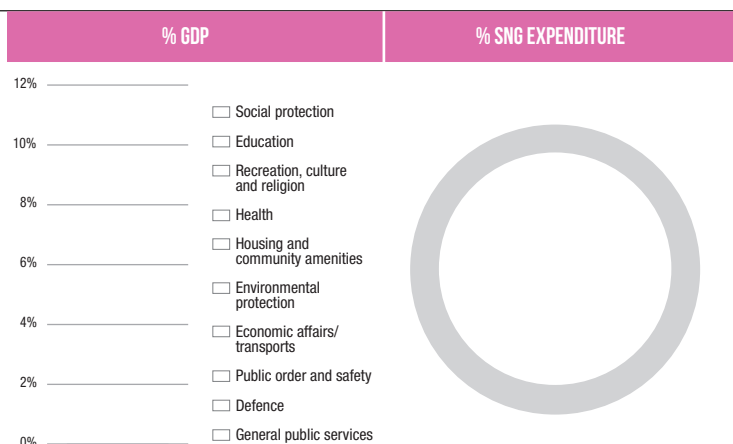 % GDP
% SNG EXPENDITURE
12%
10%
8%
6%
4%
2%
0%
Social protection
Education
Recreation, culture
and religion
Health
Housing and
community amenities
Environmental
protection
Economic affairs/
transports
Public order and safety
Defence
General public services